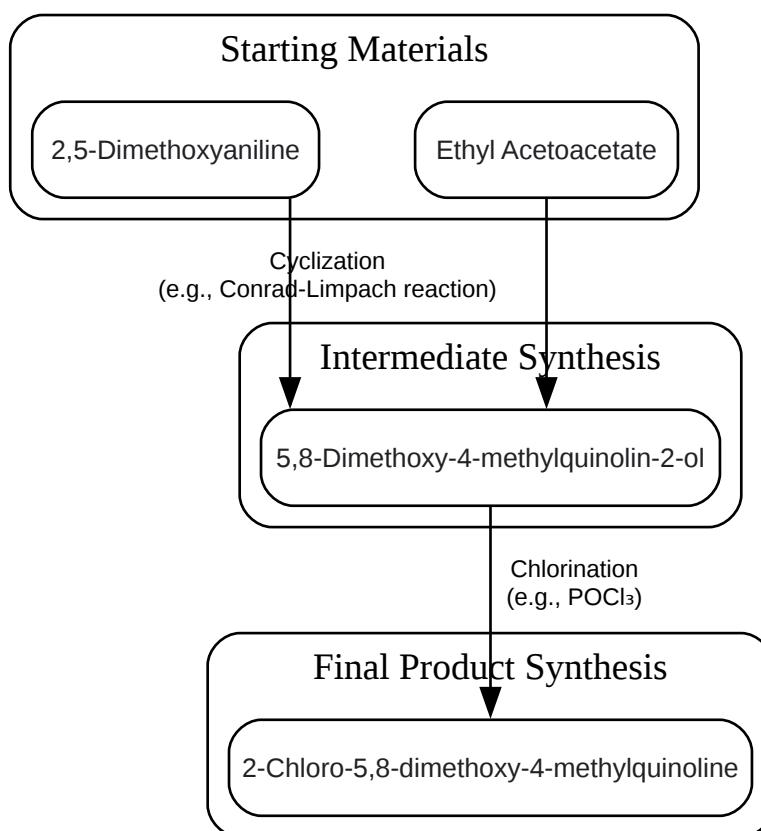 Starting Materials
2,5-Dimethoxyaniline
Ethyl Acetoacetate
Cyclization
(e.g., Conrad-Limpach reaction)
Intermediate Synthesis
5,8-Dimethoxy-4-methylquinolin-2-ol
Chlorination
(e.g., POCl₃)
Final Product Synthesis
2-Chloro-5,8-dimethoxy-4-methylquinoline